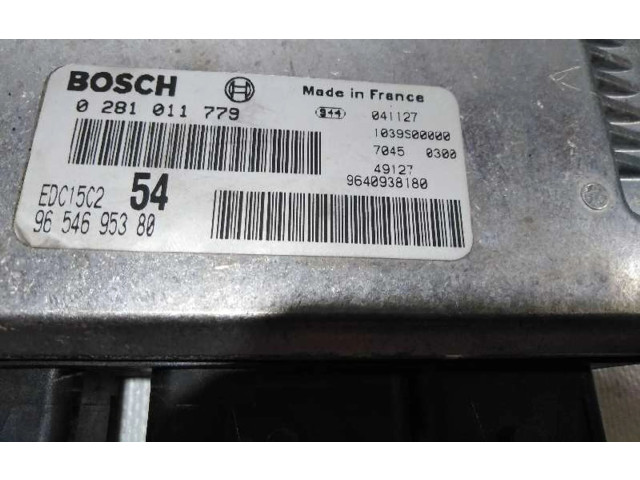 BOSCH
0 281 011 779
Made in France
041127
1039S00000
7045 0300
49127
9640938180
EDC15C2 54
96 546 953 80